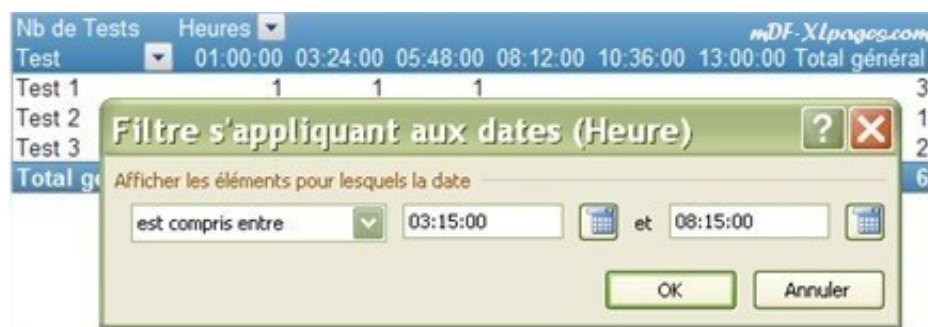 Nb de Tests Heures mDF-XLpages.com
Test 01:00:00 03:24:00 05:48:00 08:12:00 10:36:00 13:00:00 Total général
Test 1 1 1 1 3
Test 2 1
Test 3 2
Total gé 6
Filtre s'appliquant aux dates (Heure)
Afficher les éléments pour lesquels la date
est compris entre 03:15:00 et 08:15:00
OK Annuler